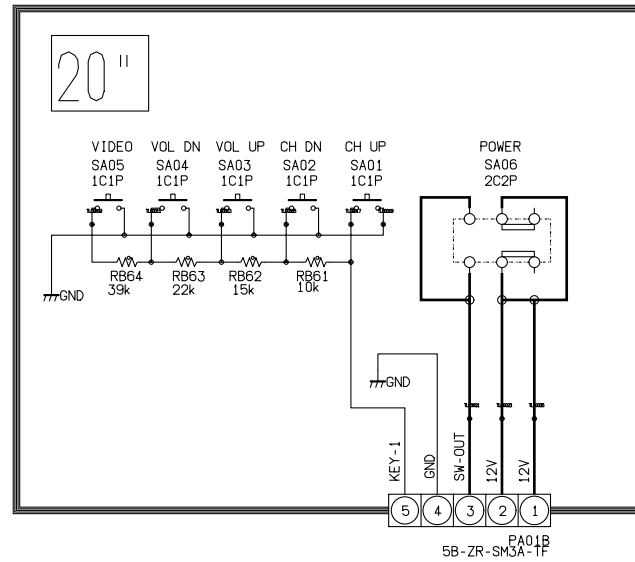 20"
VIDEO VOL DN VOL UP CH DN CH UP POWER
SA05 SA04 SA03 SA02 SA01 SA06
1C1P 1C1P 1C1P 1C1P 1C1P 2C2P
RB64 RB63 RB62 RB61
39k 22k 15k 10k
GND
GND
KEY-1 GND SW-OUT 12V 12V
5 4 3 2 1
PA01B
5B-ZR-SM3A-TF